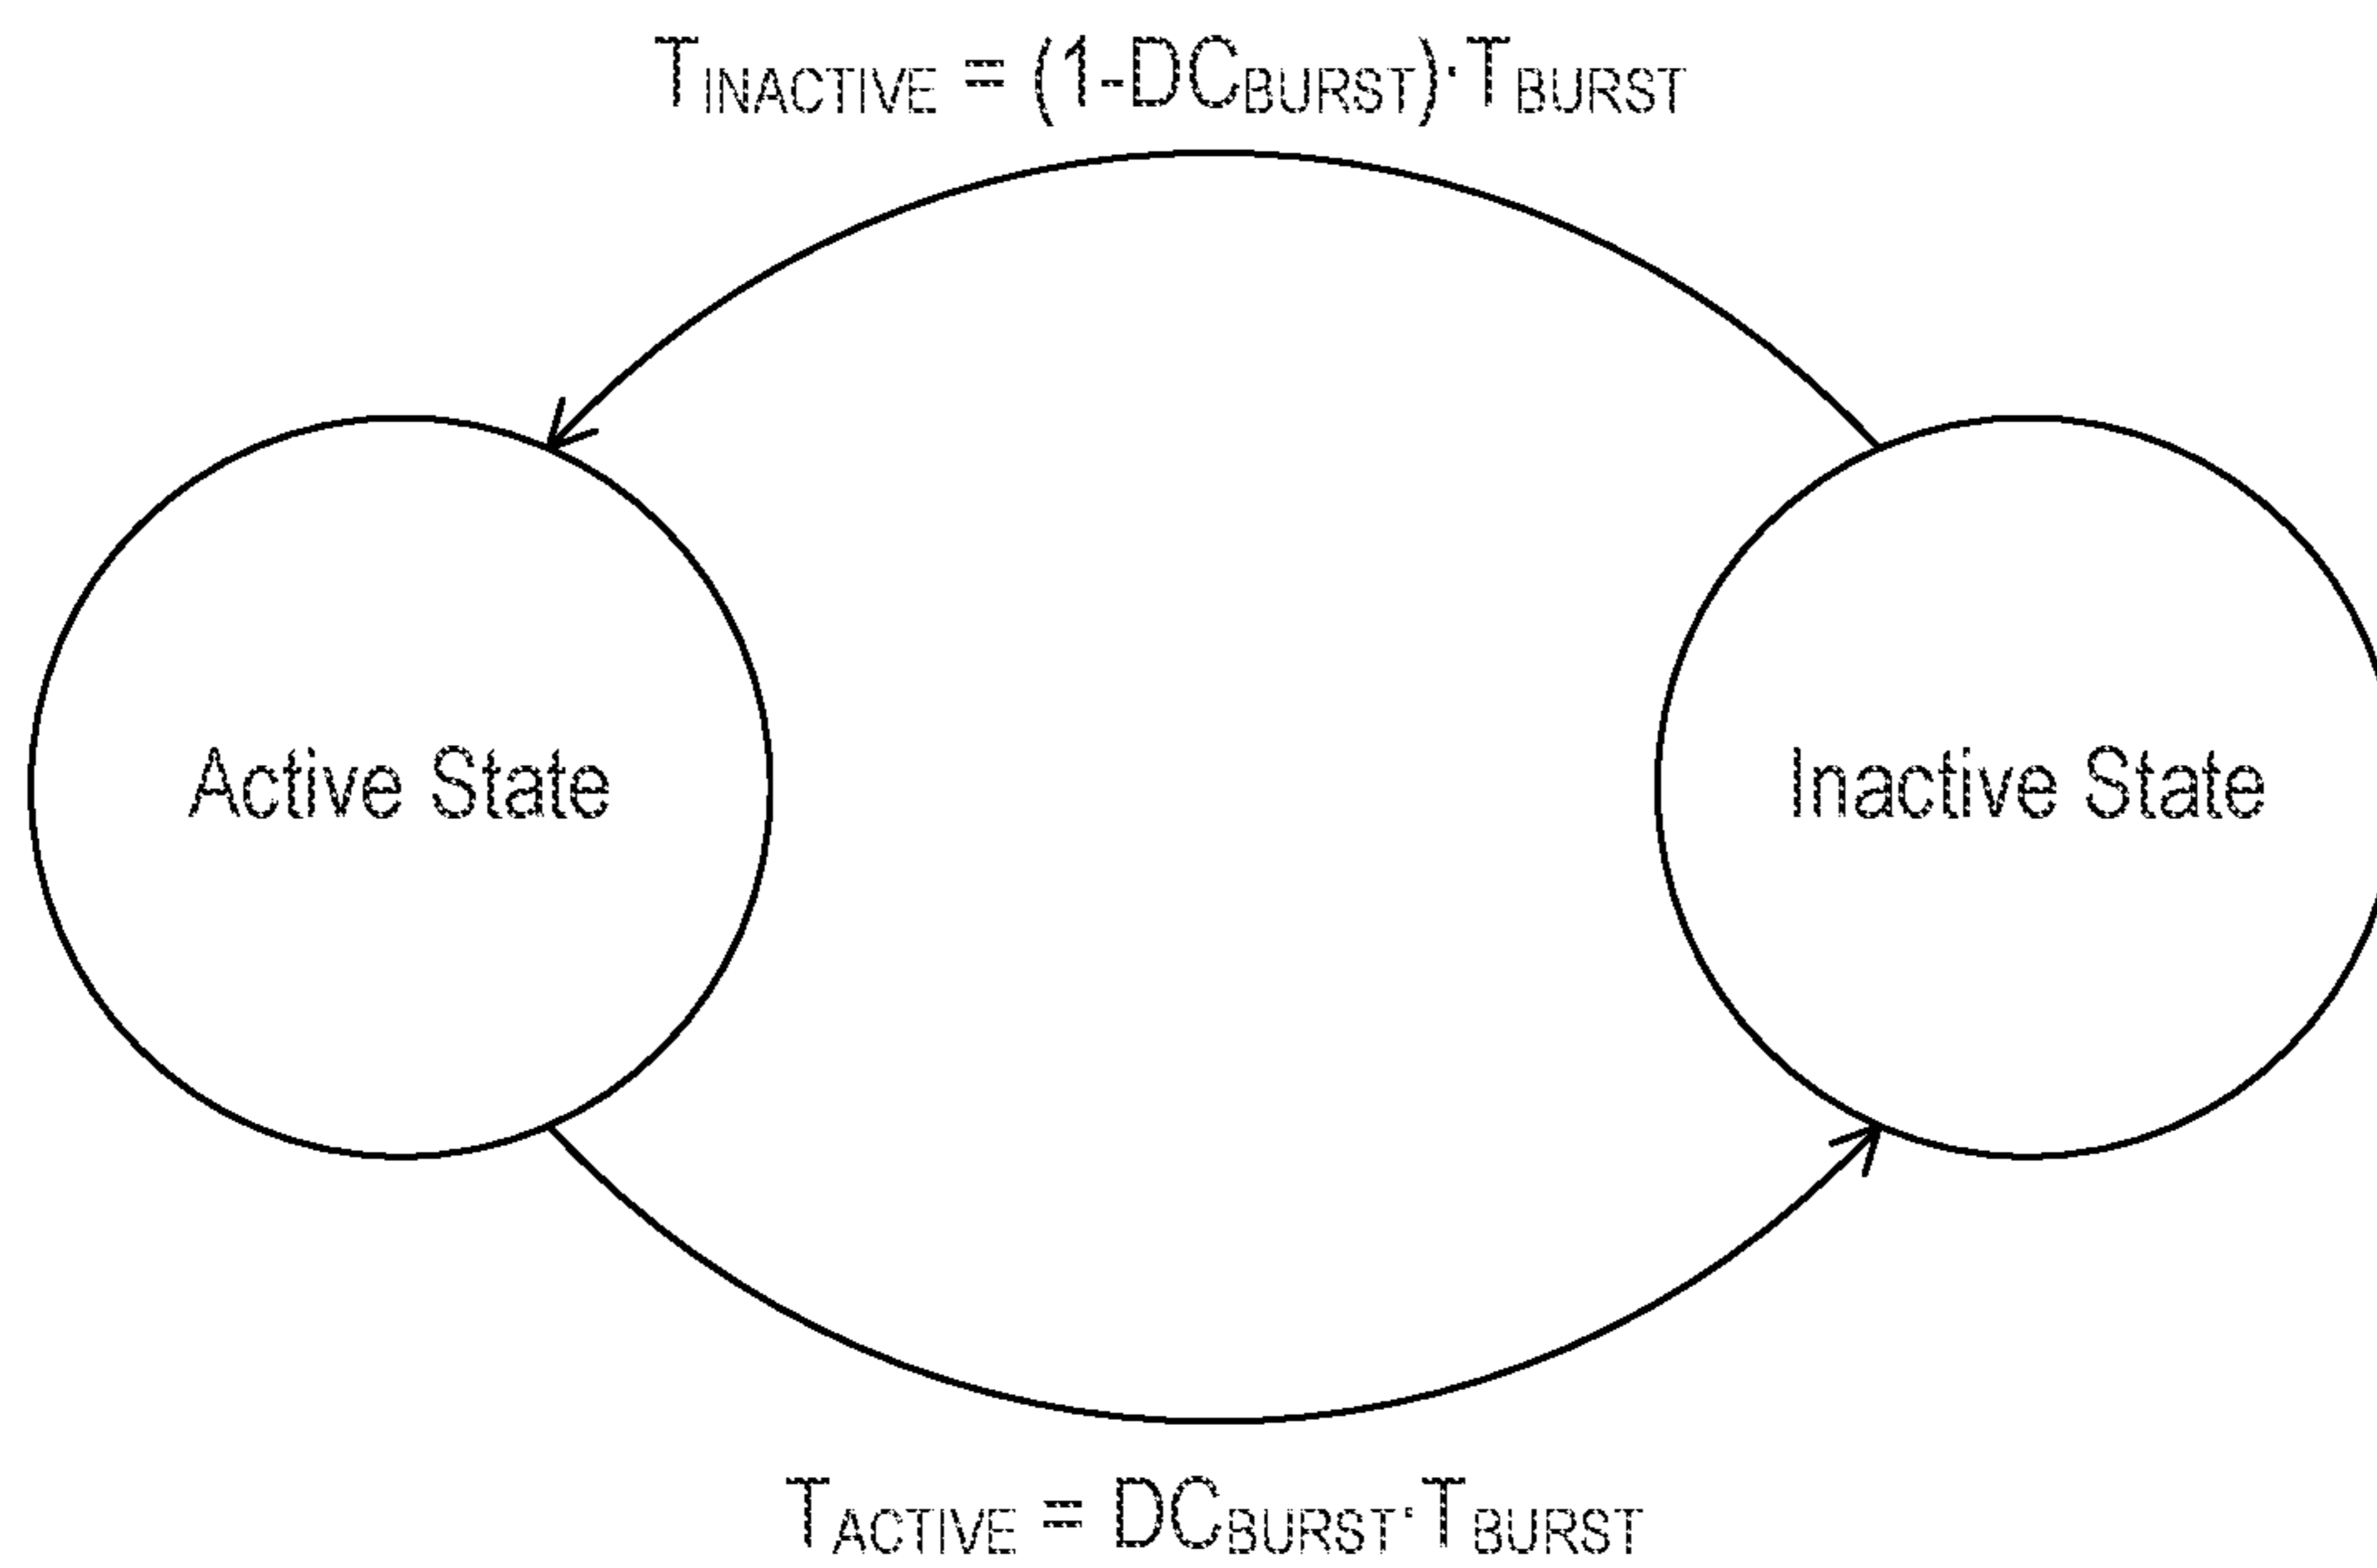 TINACTIVE = (1-DCBURST)·TBURST
Active State
Inactive State
TACTIVE = DCBURST·TBURST